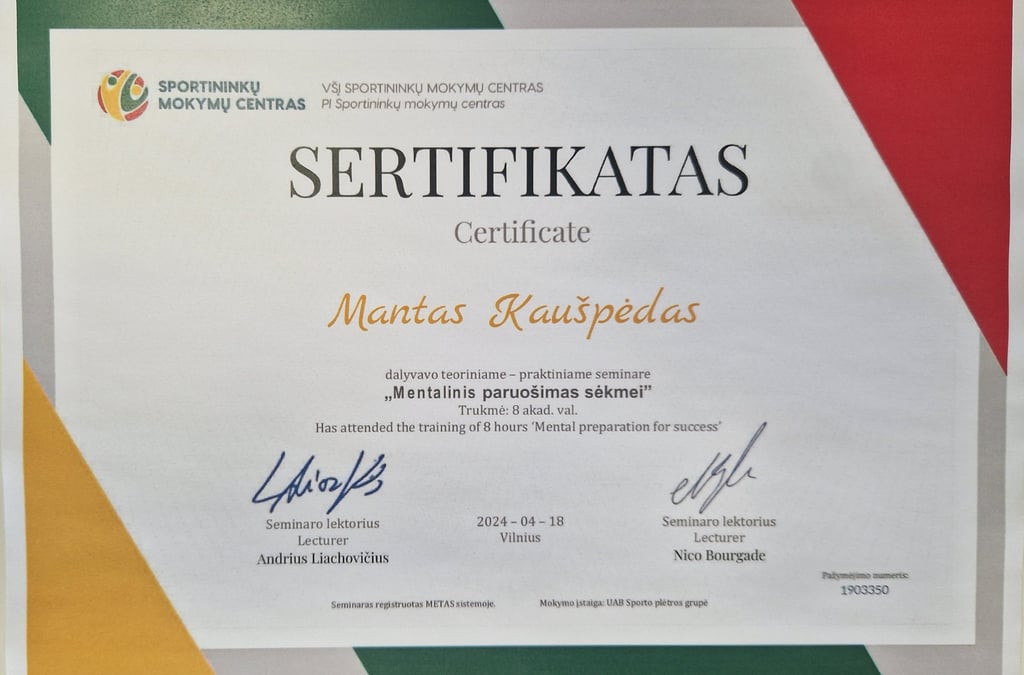 SPORTININKŲ
MOKYMŲ CENTRAS
VŠĮ SPORTININKŲ MOKYMŲ CENTRAS
PI Sportininkų mokymų centras
SERTIFIKATAS
Certificate
Mantas Kaušpėdas
dalyvavo teoriniame – praktiniame seminare
„Mentalinis paruošimas sėkmei”
Trukmė: 8 akad. val.
Has attended the training of 8 hours ‘Mental preparation for success’
Seminaro lektorius
Lecturer
Andrius Liachovičius
2024 – 04 – 18
Vilnius
Seminaro lektorius
Lecturer
Nico Bourgade
Pažymėjimo numeris:
1903350
Seminaras registruotas METAS sistemoje.
Mokymo įstaiga: UAB Sporto plėtros grupė